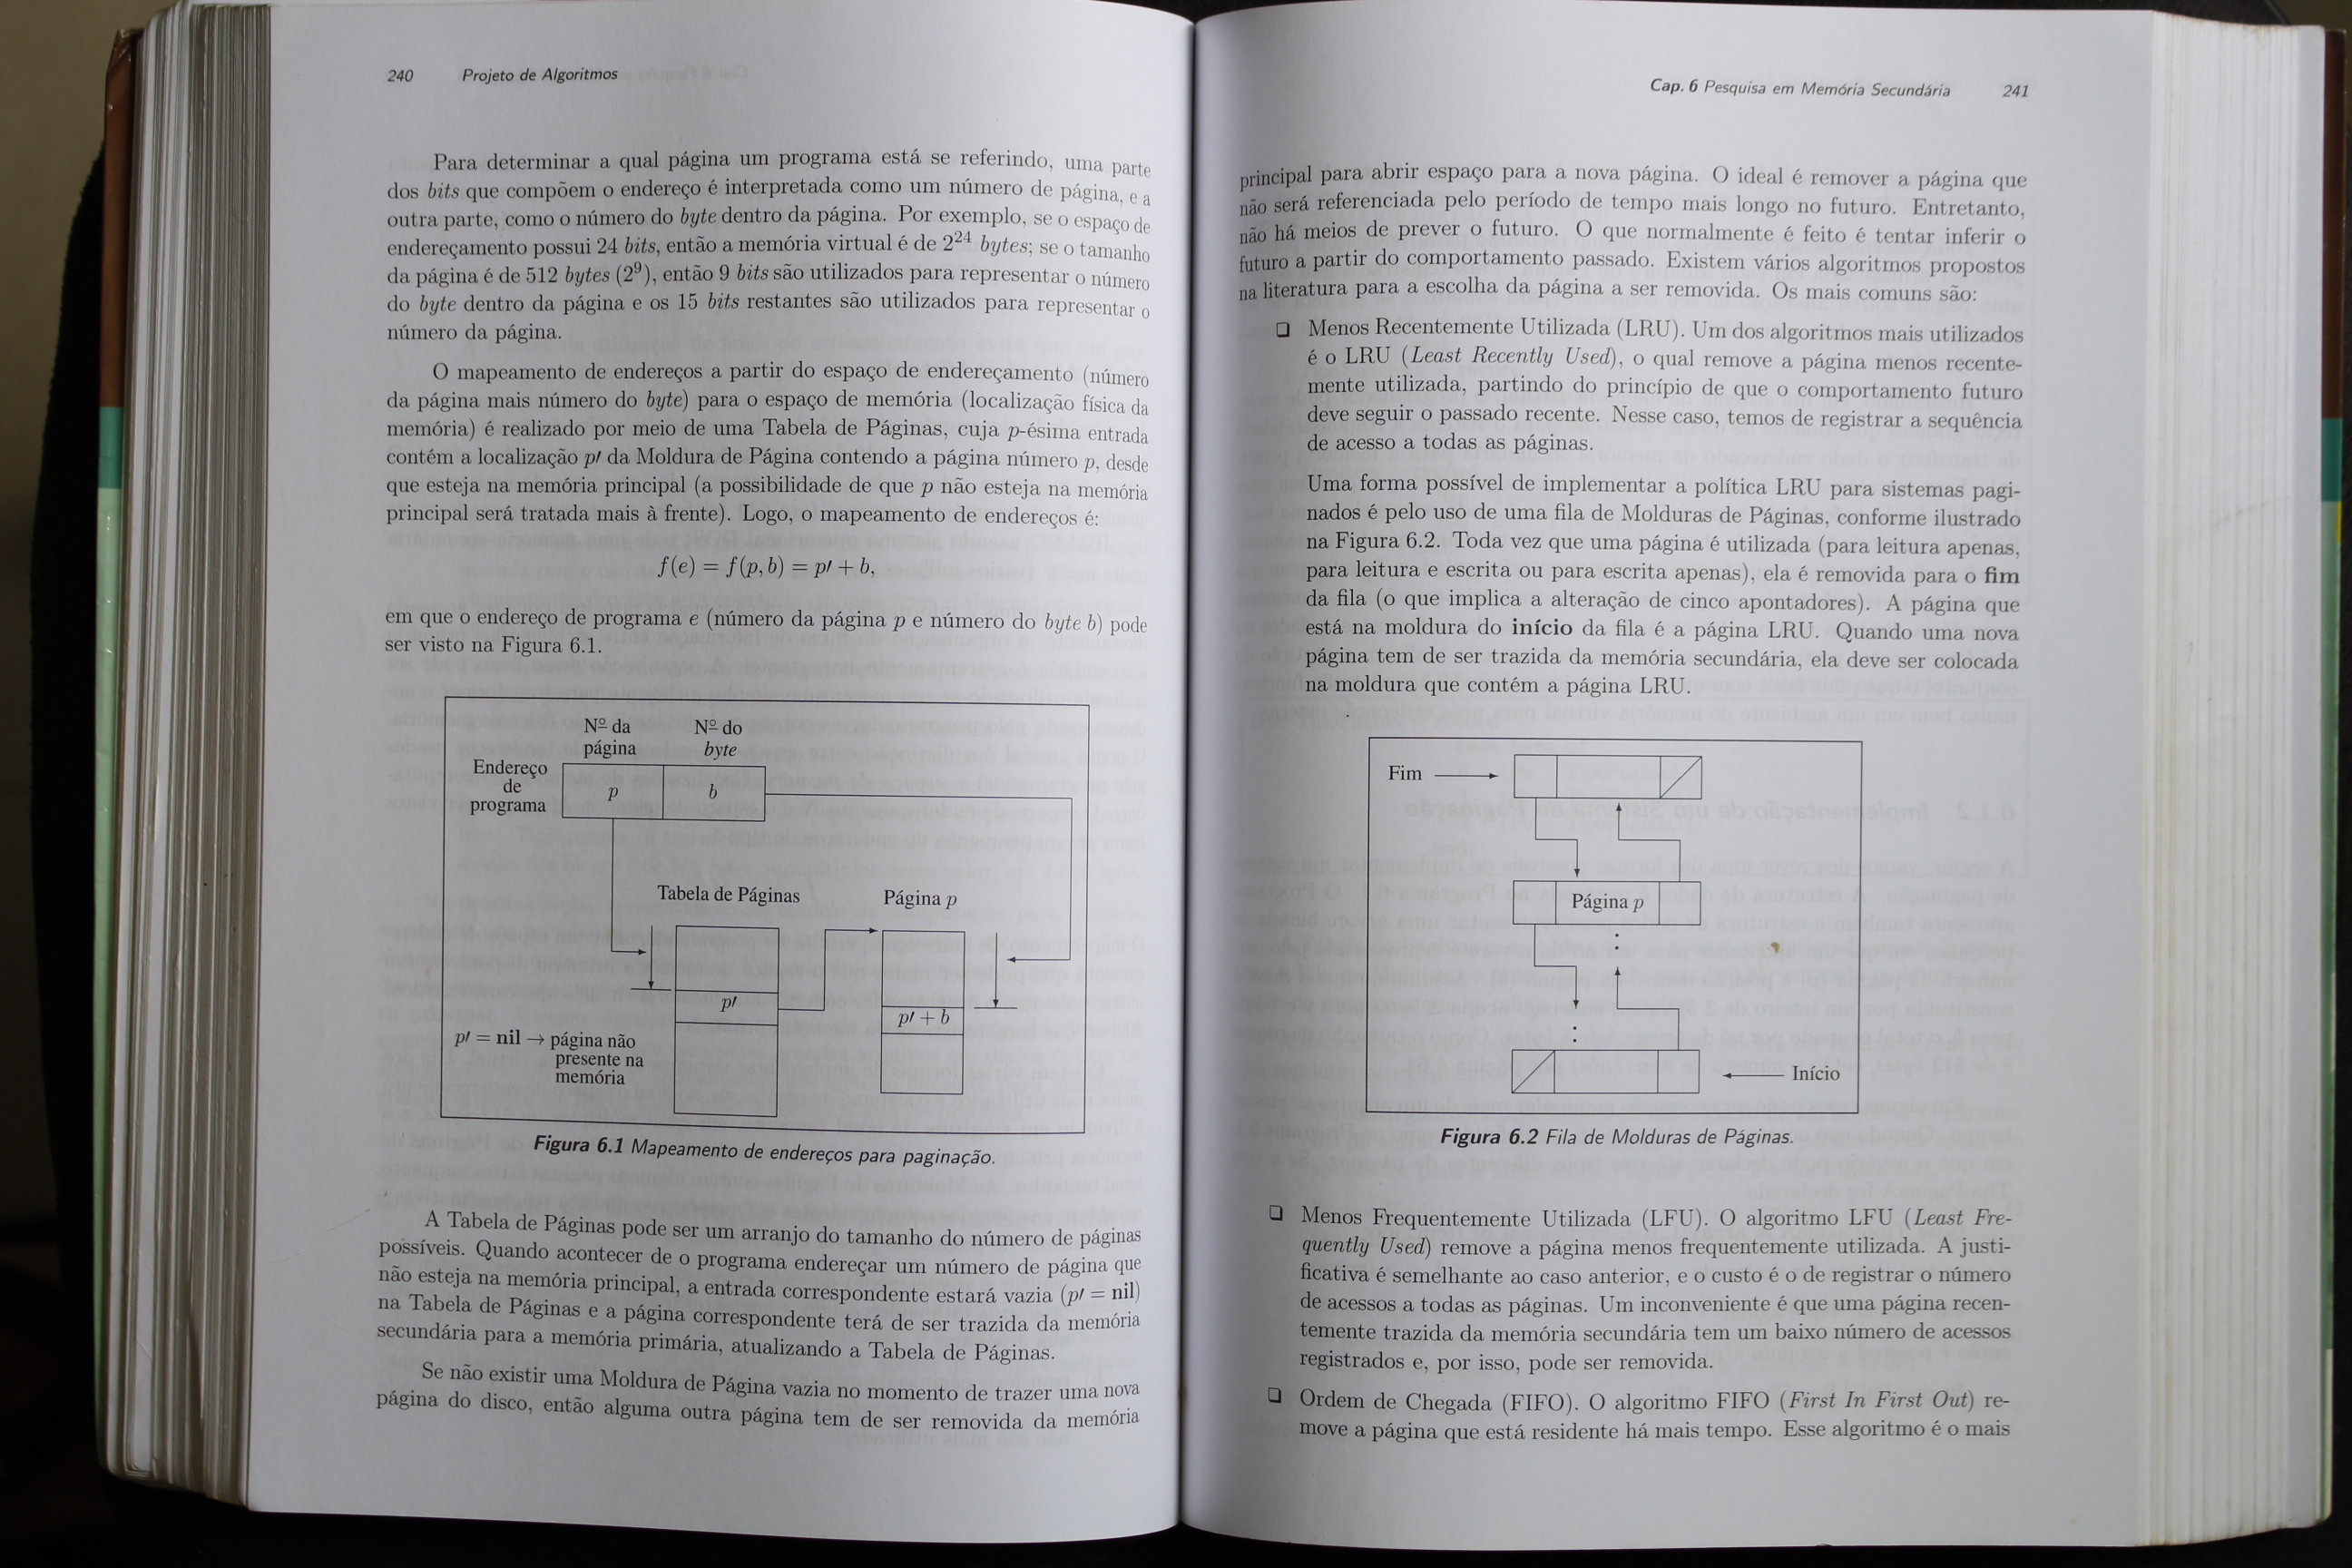 240 Projeto de Algoritmos
Para determinar a qual página um programa está se referindo, uma parte
dos bits que compõem o endereço é interpretada como um número de página, e a
outra parte, como o número do byte dentro da página. Por exemplo, se o espaço de
endereçamento possui 24 bits, então a memória virtual é de 2²⁴ bytes; se o tamanho
da página é de 512 bytes (2⁹), então 9 bits são utilizados para representar o número
do byte dentro da página e os 15 bits restantes são utilizados para representar o
número da página.
O mapeamento de endereços a partir do espaço de endereçamento (número
da página mais número do byte) para o espaço de memória (localização física da
memória) é realizado por meio de uma Tabela de Páginas, cuja p-ésima entrada
contém a localização p′ da Moldura de Página contendo a página número p, desde
que esteja na memória principal (a possibilidade de que p não esteja na memória
principal será tratada mais à frente). Logo, o mapeamento de endereços é:
f(e) = f(p, b) = p′ + b,
em que o endereço de programa e (número da página p e número do byte b) pode
ser visto na Figura 6.1.
Nº da
página
Nº do
byte
Endereço
de
programa
p
b
Tabela de Páginas
Página p
p′
p′ + b
p′ = nil → página não
presente na
memória
Figura 6.1 Mapeamento de endereços para paginação.
A Tabela de Páginas pode ser um arranjo do tamanho do número de páginas
possíveis. Quando acontecer de o programa endereçar um número de página que
não esteja na memória principal, a entrada correspondente estará vazia (p′ = nil)
na Tabela de Páginas e a página correspondente terá de ser trazida da memória
secundária para a memória primária, atualizando a Tabela de Páginas.
Se não existir uma Moldura de Página vazia no momento de trazer uma nova
página do disco, então alguma outra página tem de ser removida da memória
Cap. 6 Pesquisa em Memória Secundária 241
principal para abrir espaço para a nova página. O ideal é remover a página que
não será referenciada pelo período de tempo mais longo no futuro. Entretanto,
não há meios de prever o futuro. O que normalmente é feito é tentar inferir o
futuro a partir do comportamento passado. Existem vários algoritmos propostos
na literatura para a escolha da página a ser removida. Os mais comuns são:
❑ Menos Recentemente Utilizada (LRU). Um dos algoritmos mais utilizados
é o LRU (Least Recently Used), o qual remove a página menos recente-
mente utilizada, partindo do princípio de que o comportamento futuro
deve seguir o passado recente. Nesse caso, temos de registrar a sequência
de acesso a todas as páginas.
Uma forma possível de implementar a política LRU para sistemas pagi-
nados é pelo uso de uma fila de Molduras de Páginas, conforme ilustrado
na Figura 6.2. Toda vez que uma página é utilizada (para leitura apenas,
para leitura e escrita ou para escrita apenas), ela é removida para o fim
da fila (o que implica a alteração de cinco apontadores). A página que
está na moldura do início da fila é a página LRU. Quando uma nova
página tem de ser trazida da memória secundária, ela deve ser colocada
na moldura que contém a página LRU.
Fim
Página p
Início
Figura 6.2 Fila de Molduras de Páginas.
❑ Menos Frequentemente Utilizada (LFU). O algoritmo LFU (Least Fre-
quently Used) remove a página menos frequentemente utilizada. A justi-
ficativa é semelhante ao caso anterior, e o custo é o de registrar o número
de acessos a todas as páginas. Um inconveniente é que uma página recen-
temente trazida da memória secundária tem um baixo número de acessos
registrados e, por isso, pode ser removida.
❑ Ordem de Chegada (FIFO). O algoritmo FIFO (First In First Out) re-
move a página que está residente há mais tempo. Esse algoritmo é o mais